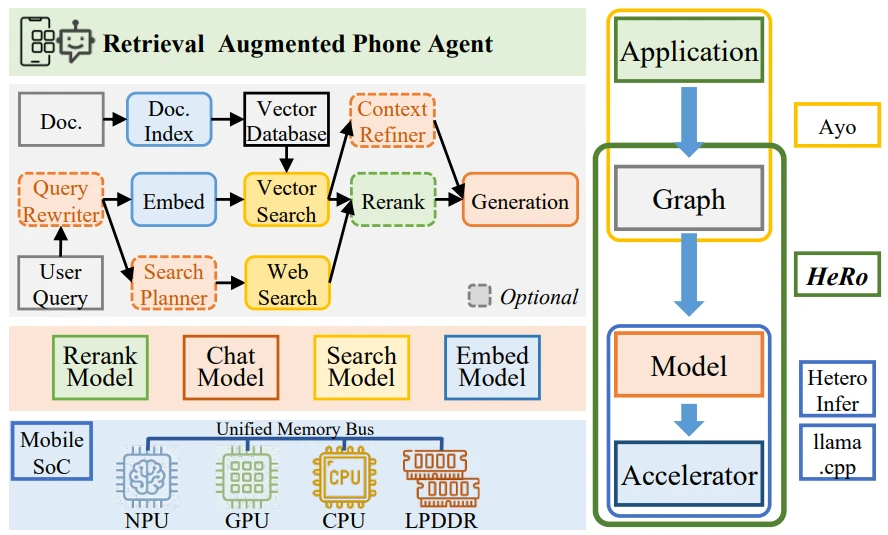 Retrieval Augmented Phone Agent
Doc.
Doc.
Index
Vector
Database
Context
Refiner
Query
Rewriter
Embed
Vector
Search
Rerank
Generation
User
Query
Search
Planner
Web
Search
Optional
Rerank
Model
Chat
Model
Search
Model
Embed
Model
Mobile
SoC
Unified Memory Bus
CPU
NPU
GPU
CPU
LPDDR
Application
Graph
Model
Accelerator
Ayo
HeRo
Hetero
Infer
llama
.cpp